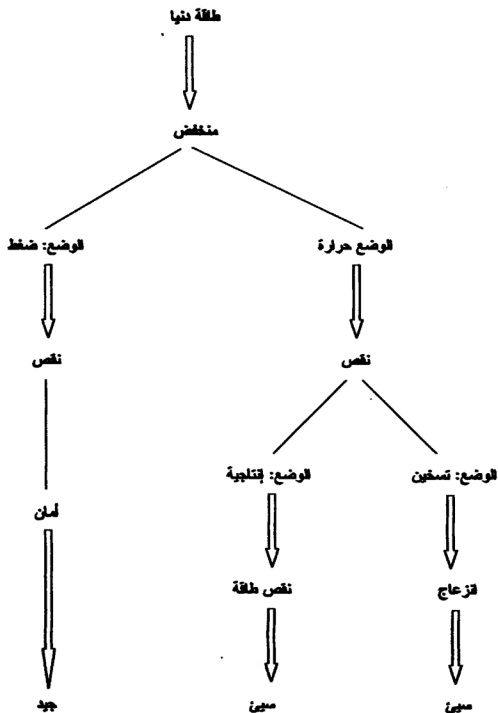 طاقة دنيا
منخفض
الوضع حرارة
الوضع: ضغط
نقص
نقص
الوضع: تسخين
الوضع: إنتاجية
أمان
انزعاج
نقص طاقة
سيئ
سيئ
جيد